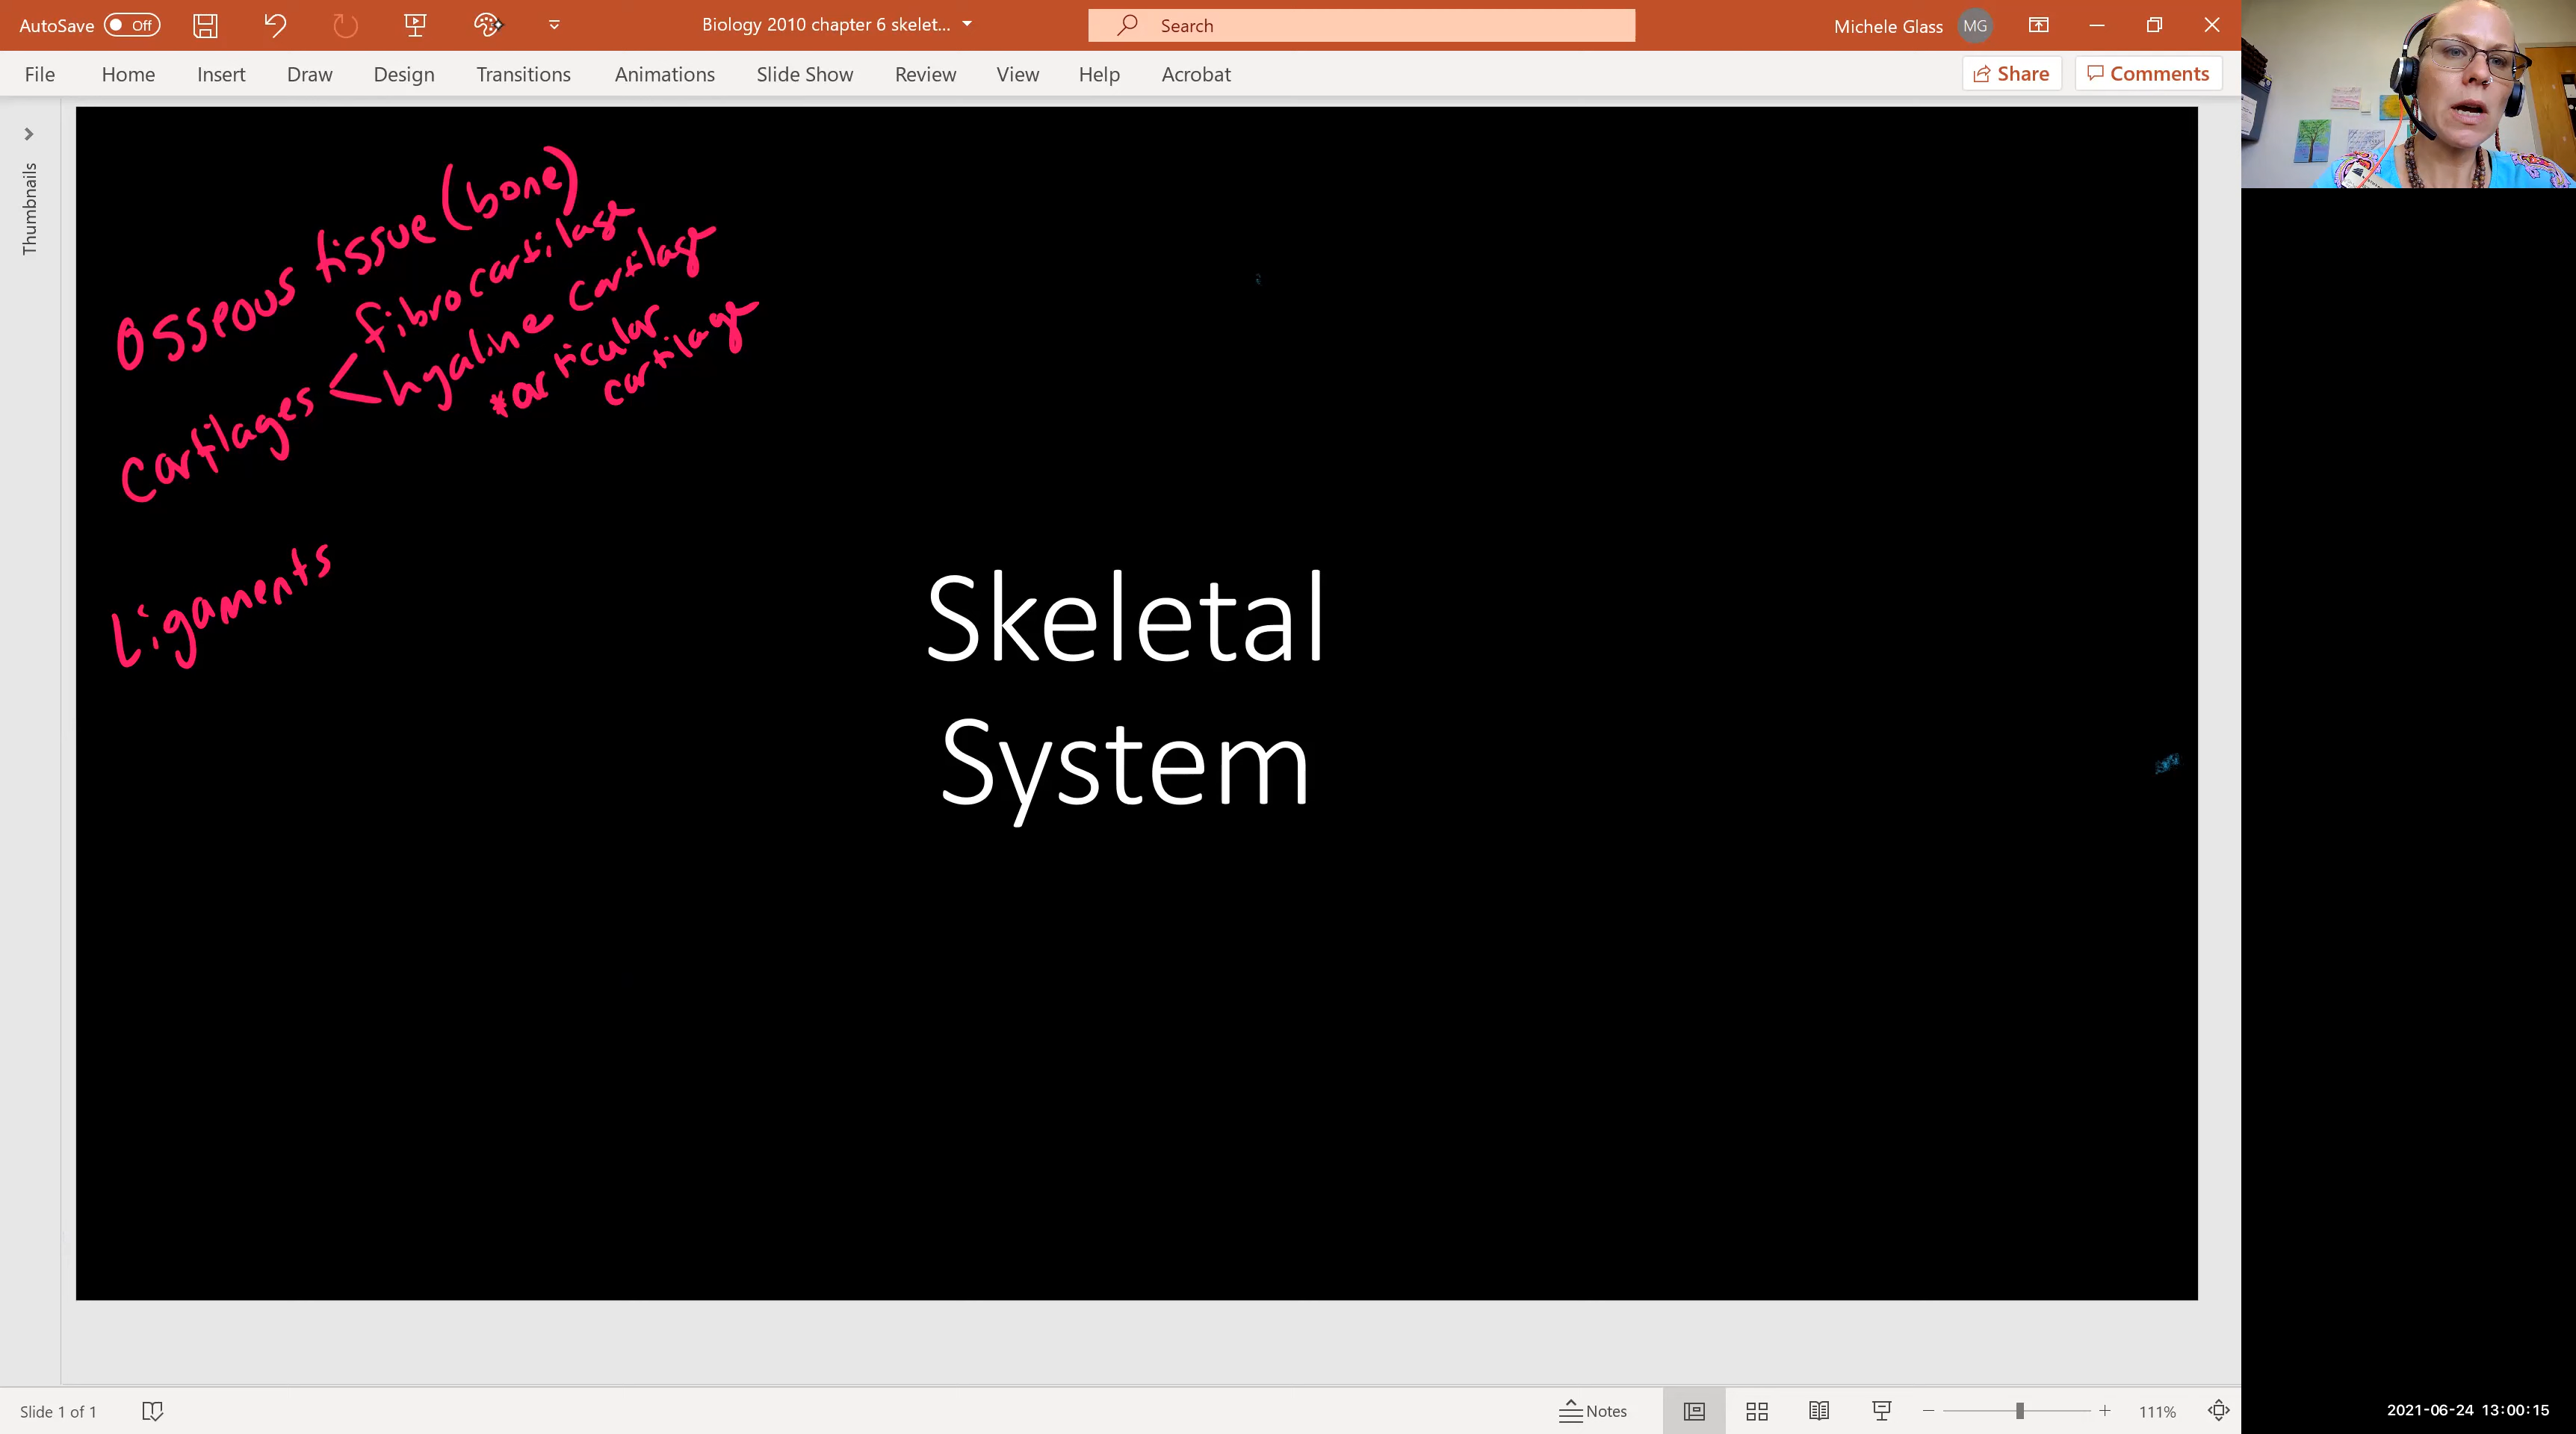 AutoSave Off
Biology 2010 chapter 6 skelet...
Search
Michele Glass MG
File Home Insert Draw Design Transitions Animations Slide Show Review View Help Acrobat
Share Comments
Thumbnails
Osseous tissue (bone)
fibrocartilage
Cartilages < hyaline cartilage
*articular
cartilage
Ligaments
Skeletal
System
Slide 1 of 1
Notes
111%
2021-06-24 13:00:15